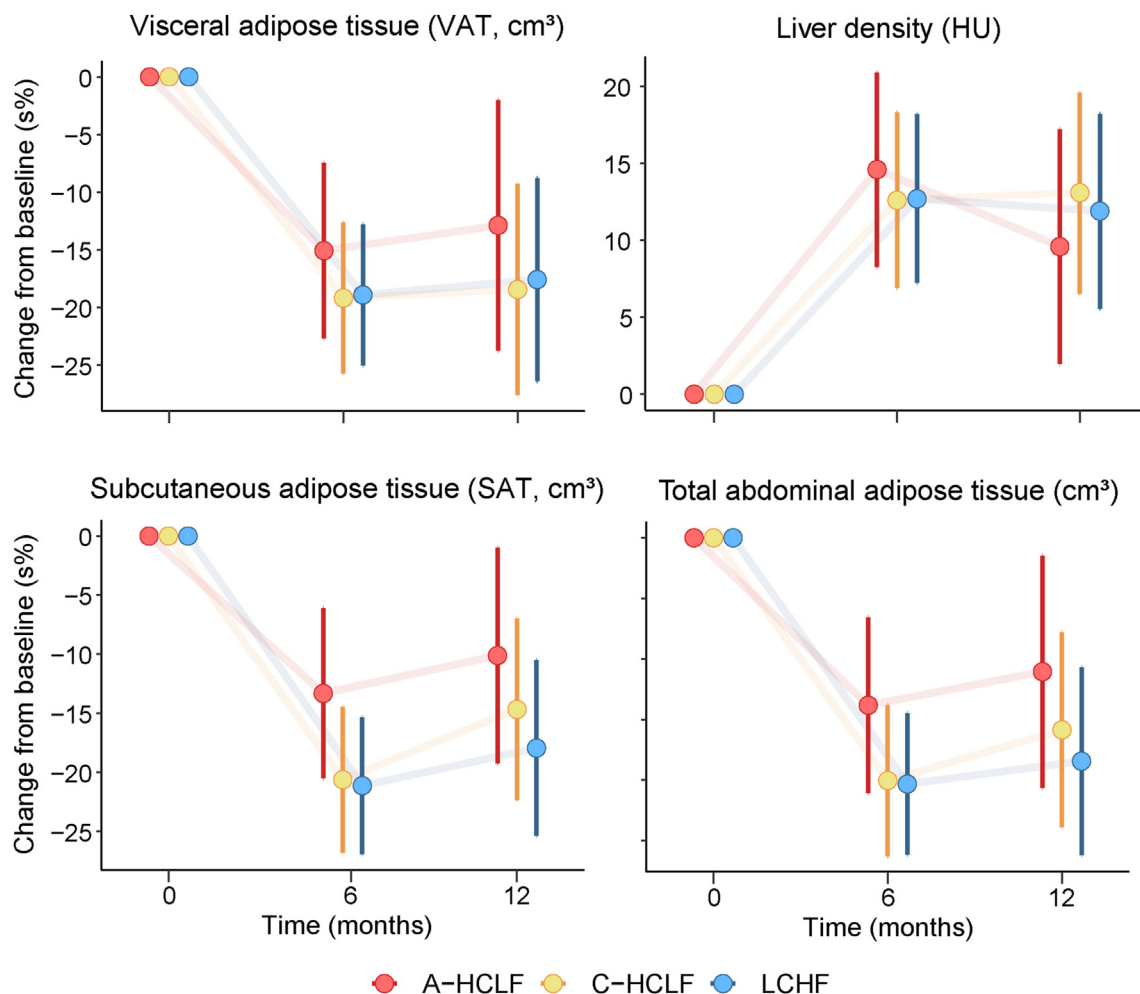 Visceral adipose tissue (VAT, cm³)
Liver density (HU)
Change from baseline (s%)
0
−5
−10
−15
−20
−25
20
15
10
5
0
Subcutaneous adipose tissue (SAT, cm³)
Total abdominal adipose tissue (cm³)
Change from baseline (s%)
0
−5
−10
−15
−20
−25
0 6 12
0 6 12
Time (months)
Time (months)
A−HCLF C−HCLF LCHF